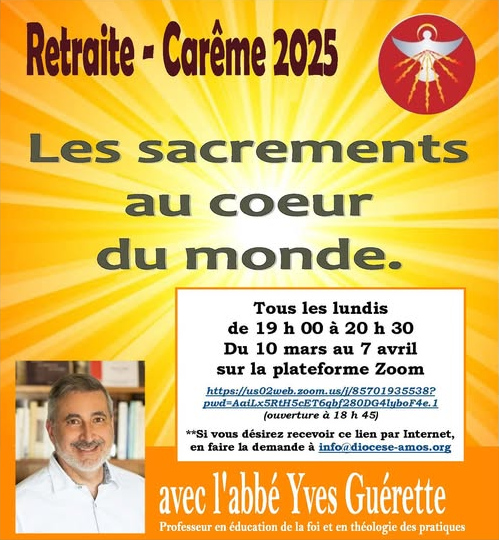 Retraite - Carême 2025
Les sacrements
au coeur
du monde.
Tous les lundis
de 19 h 00 à 20 h 30
Du 10 mars au 7 avril
sur la plateforme Zoom
https://us02web.zoom.us/j/85701935538?
pwd=AaiLx5RtH5cET6qbf280DG4lyboF4e.1
(ouverture à 18 h 45)
**Si vous désirez recevoir ce lien par Internet,
en faire la demande à info@diocese-amos.org
avec l'abbé Yves Guérette
Professeur en éducation de la foi et en théologie des pratiques